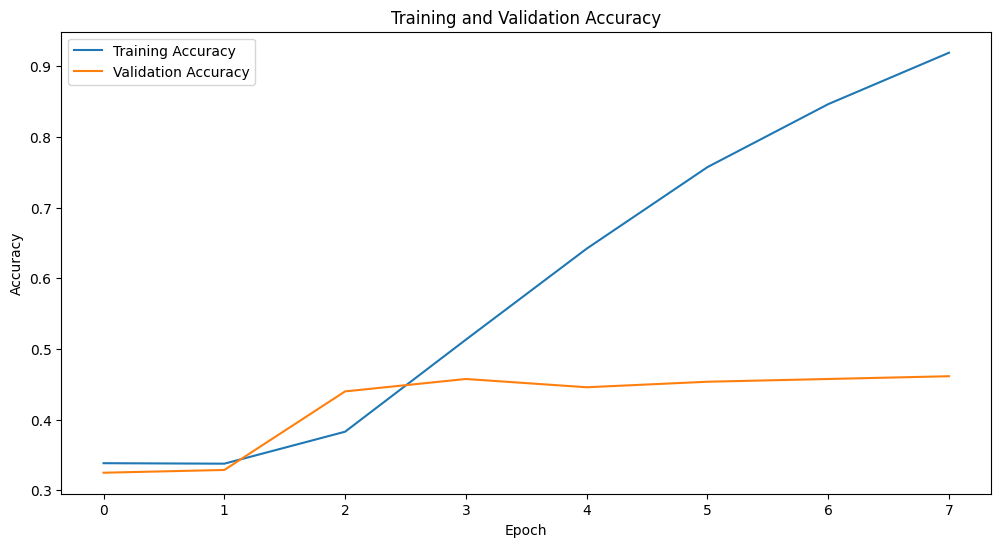 Training and Validation Accuracy
Training Accuracy
Validation Accuracy
0.9
0.8
0.7
0.6
0.5
0.4
0.3
Accuracy
0 1 2 3 4 5 6 7
Epoch